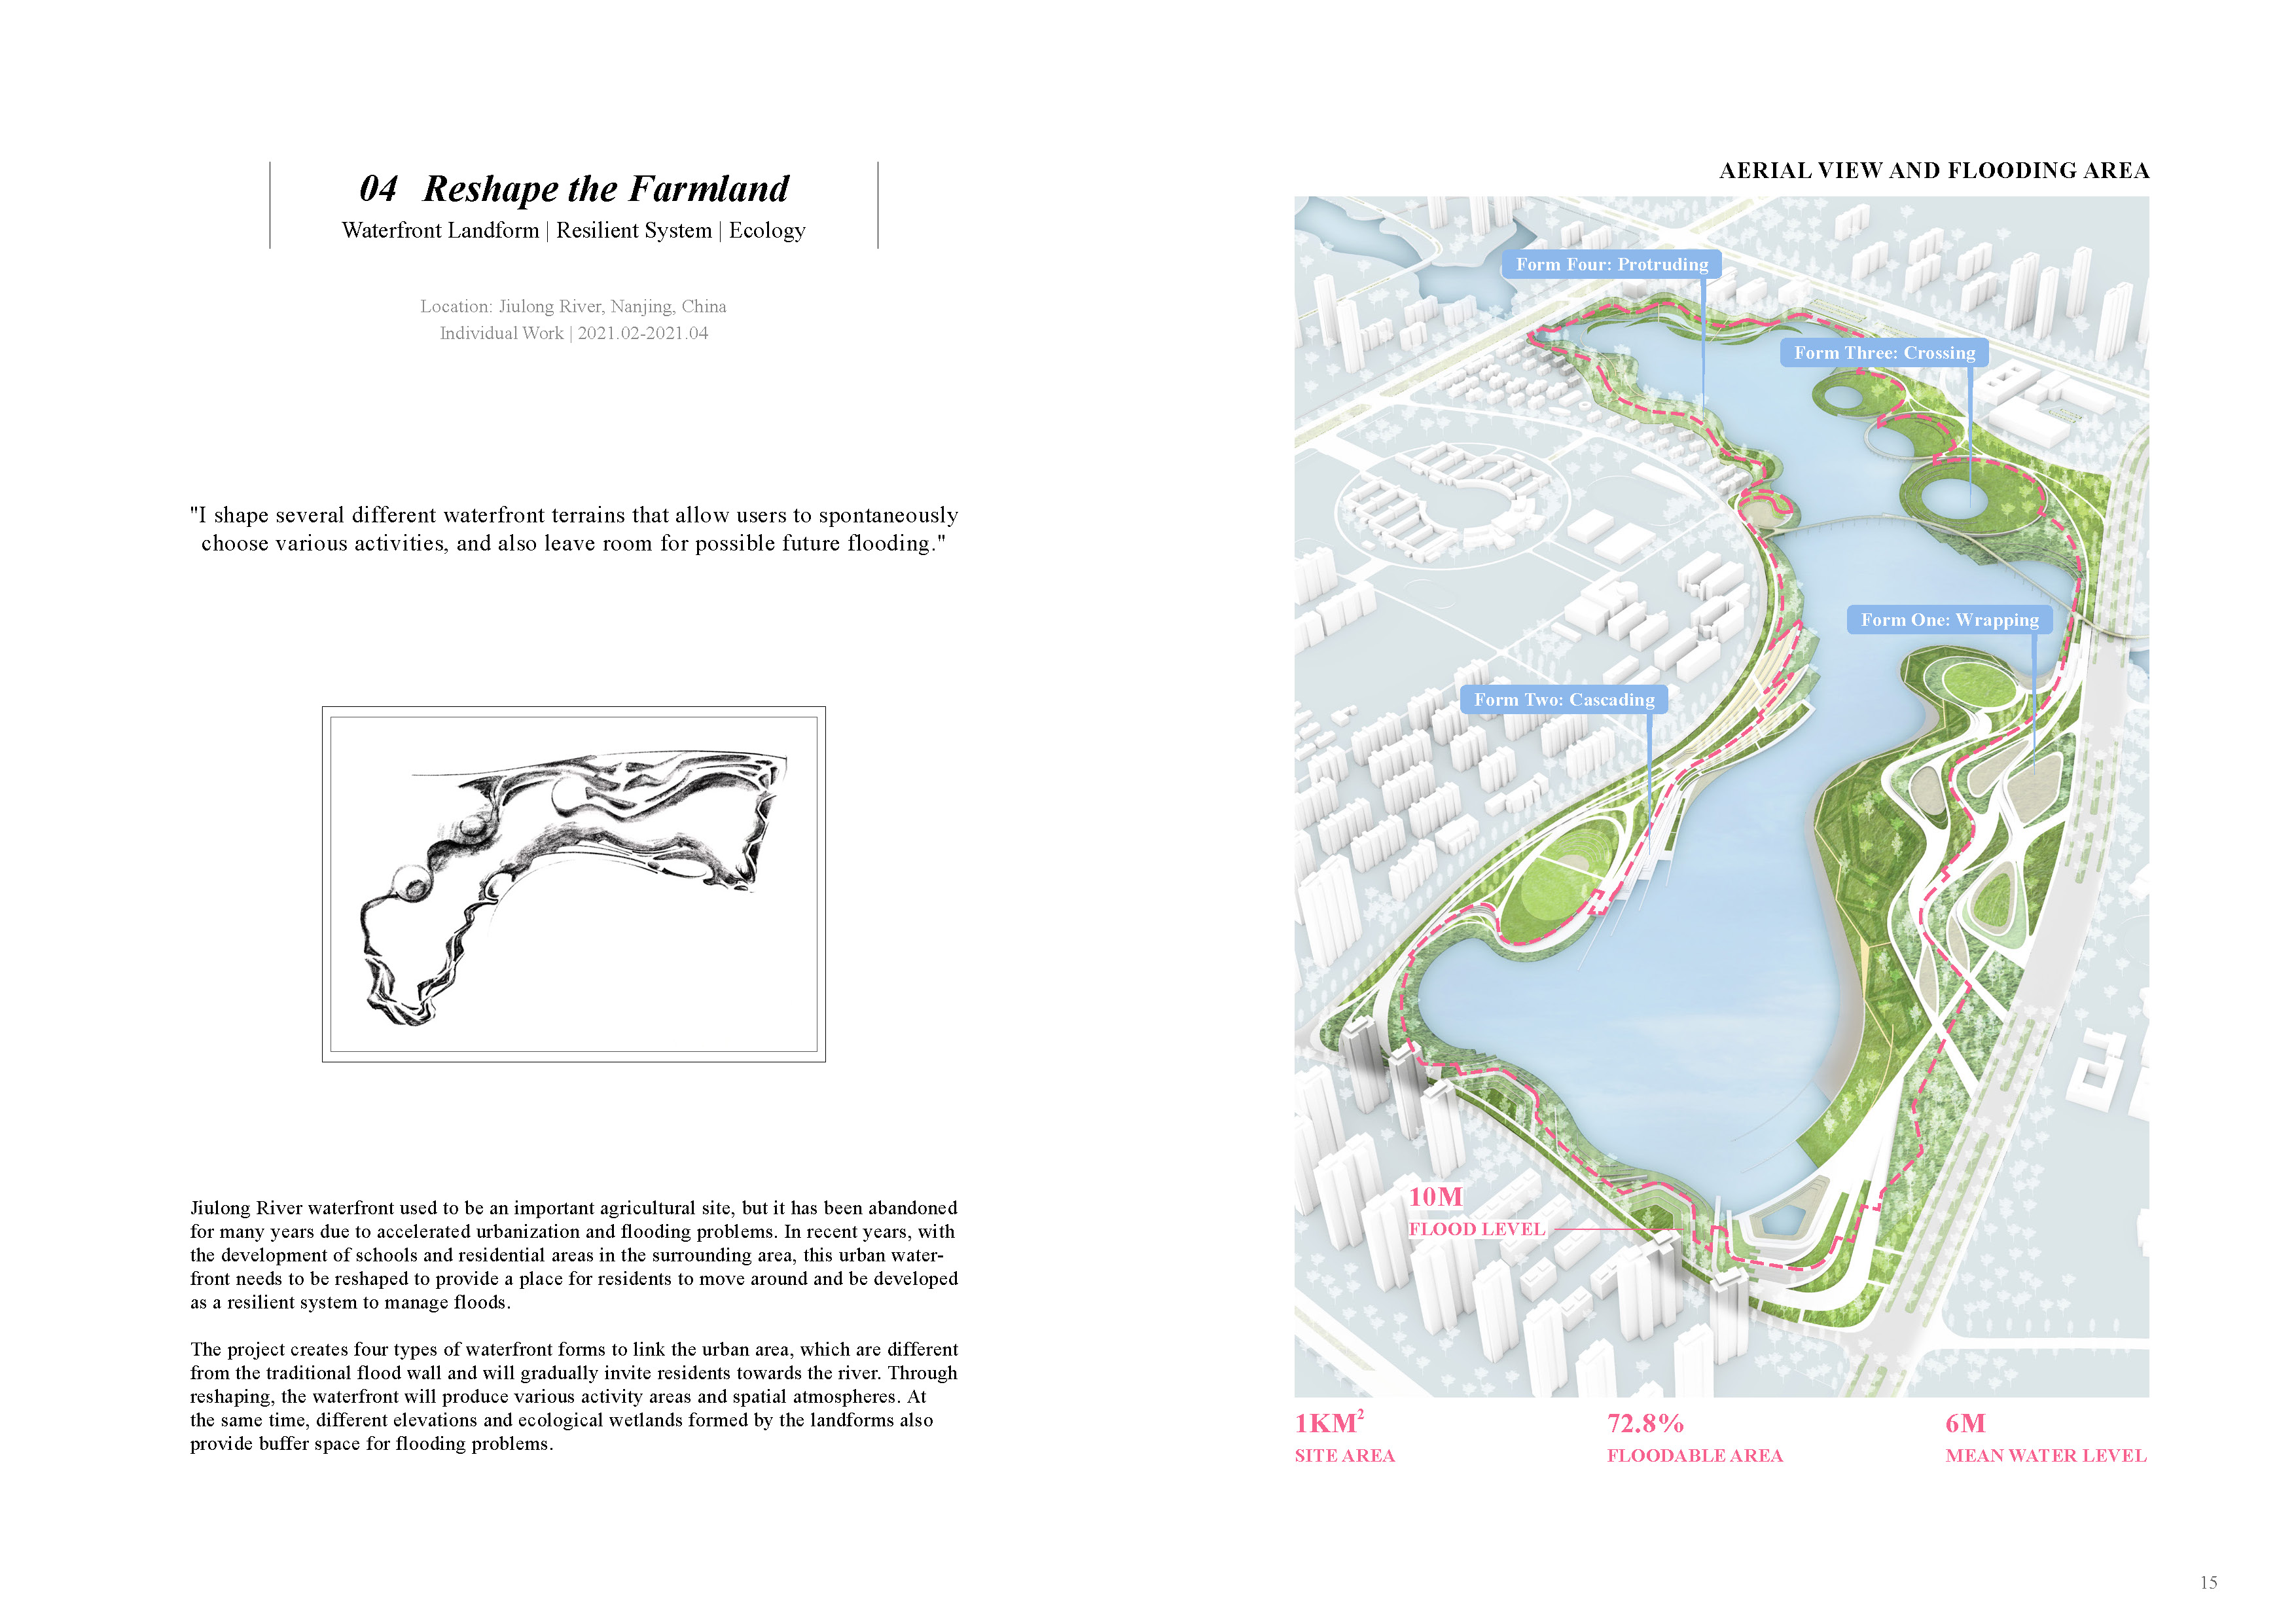 04 Reshape the Farmland
Waterfront Landform | Resilient System | Ecology
Location: Jiulong River, Nanjing, China
Individual Work | 2021.02-2021.04
"I shape several different waterfront terrains that allow users to spontaneously
choose various activities, and also leave room for possible future flooding."
Jiulong River waterfront used to be an important agricultural site, but it has been abandoned
for many years due to accelerated urbanization and flooding problems. In recent years, with
the development of schools and residential areas in the surrounding area, this urban water-
front needs to be reshaped to provide a place for residents to move around and be developed
as a resilient system to manage floods.
The project creates four types of waterfront forms to link the urban area, which are different
from the traditional flood wall and will gradually invite residents towards the river. Through
reshaping, the waterfront will produce various activity areas and spatial atmospheres. At
the same time, different elevations and ecological wetlands formed by the landforms also
provide buffer space for flooding problems.
AERIAL VIEW AND FLOODING AREA
Form Four: Protruding
Form Three: Crossing
Form One: Wrapping
Form Two: Cascading
10M
FLOOD LEVEL
1KM²
SITE AREA
72.8%
FLOODABLE AREA
6M
MEAN WATER LEVEL
15